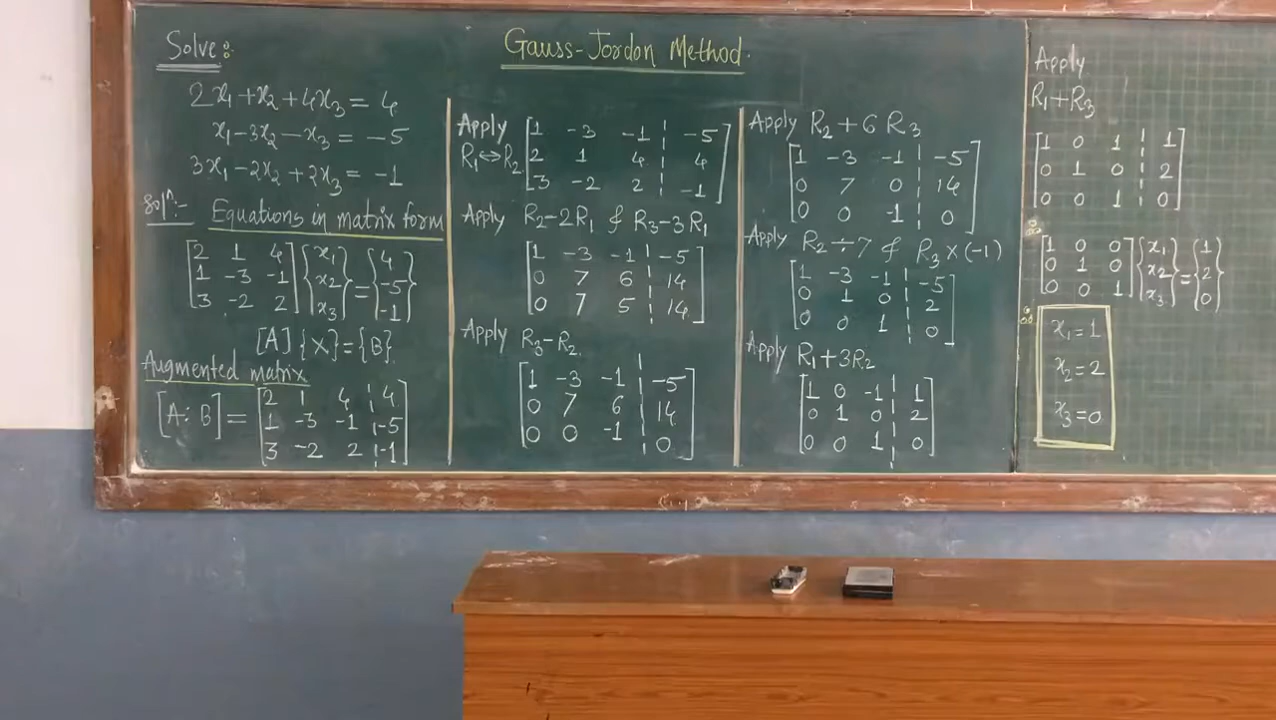 Gauss-Jordon Method.
Solve:
2x₁+x₂+4x₃ = 4
x₁-3x₂-x₃ = -5
3x₁-2x₂+2x₃ = -1
Solⁿ:- Equations in matrix form
[2 1 4] {x₁} = {4}
[1 -3 -1] {x₂} = {-5}
[3 -2 2] {x₃} = {-1}
[A] {X} = {B}
Augmented matrix
[A:B] =
[2 1 4 | 4]
[1 -3 -1 | -5]
[3 -2 2 | -1]
Apply R₁↔R₂
[1 -3 -1 | -5]
[2 1 4 | 4]
[3 -2 2 | -1]
Apply R₂-2R₁ & R₃-3R₁
[1 -3 -1 | -5]
[0 7 6 | 14]
[0 7 5 | 14]
Apply R₃-R₂
[1 -3 -1 | -5]
[0 7 6 | 14]
[0 0 -1 | 0]
Apply R₂+6R₃
[1 -3 -1 | -5]
[0 7 0 | 14]
[0 0 -1 | 0]
Apply R₂÷7 & R₃×(-1)
[1 -3 -1 | -5]
[0 1 0 | 2]
[0 0 1 | 0]
Apply R₁+3R₂
[1 0 -1 | 1]
[0 1 0 | 2]
[0 0 1 | 0]
Apply
R₁+R₃
[1 0 1 | 1]
[0 1 0 | 2]
[0 0 1 | 0]
∴ [1 0 0] {x₁} = {1}
[0 1 0] {x₂} = {2}
[0 0 1] {x₃} = {0}
∴ x₁=1
x₂=2
x₃=0